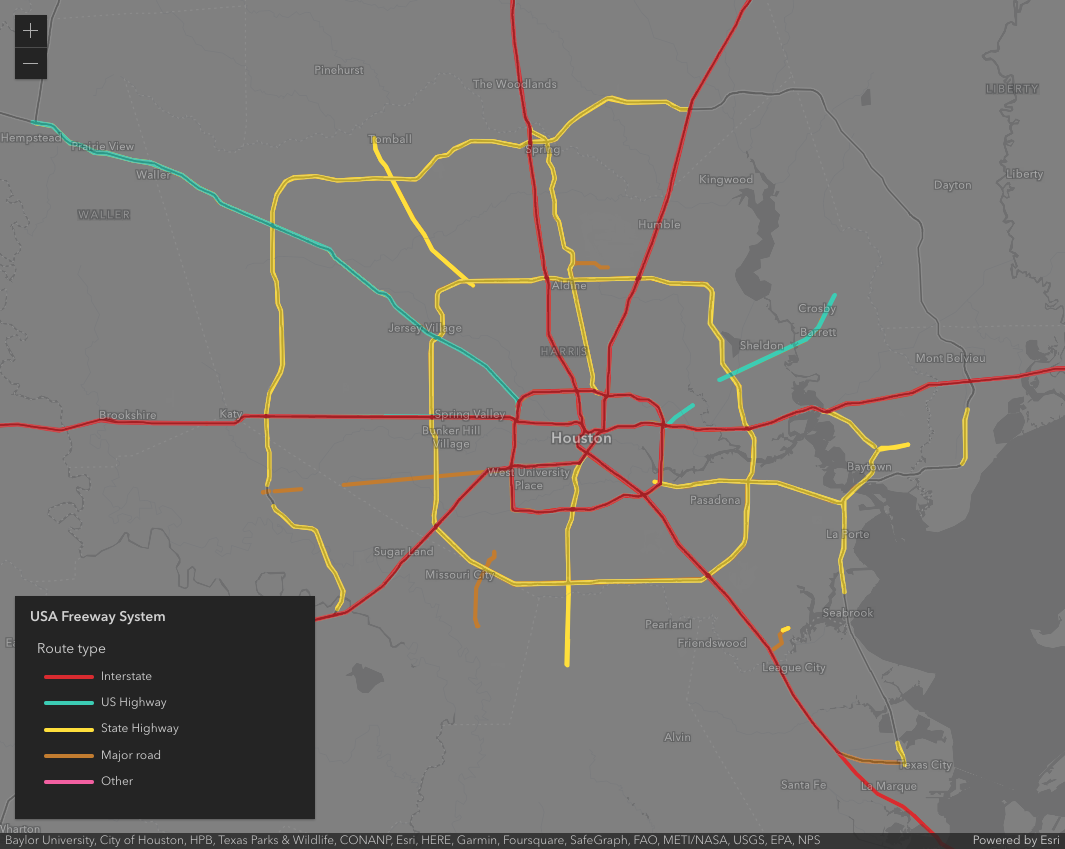 +
−
Pinehurst
The Woodlands
LIBERTY
Hempstead
Prairie View
Tomball
Spring
Waller
Kingwood
Dayton
Liberty
WALLER
Humble
Aldine
Crosby
Jersey Village
Barrett
Sheldon
HARRIS
Mont Belvieu
Brookshire
Katy
Spring Valley
Bunker Hill
Village
Houston
Baytown
West University
Place
Pasadena
La Porte
Sugar Land
Missouri City
Seabrook
Pearland
Friendswood
League City
Alvin
Texas City
Santa Fe
La Marque
USA Freeway System
Route type
Interstate
US Highway
State Highway
Major road
Other
Wharton
Baylor University, City of Houston, HPB, Texas Parks & Wildlife, CONANP, Esri, HERE, Garmin, Foursquare, SafeGraph, FAO, METI/NASA, USGS, EPA, NPS
Powered by Esri